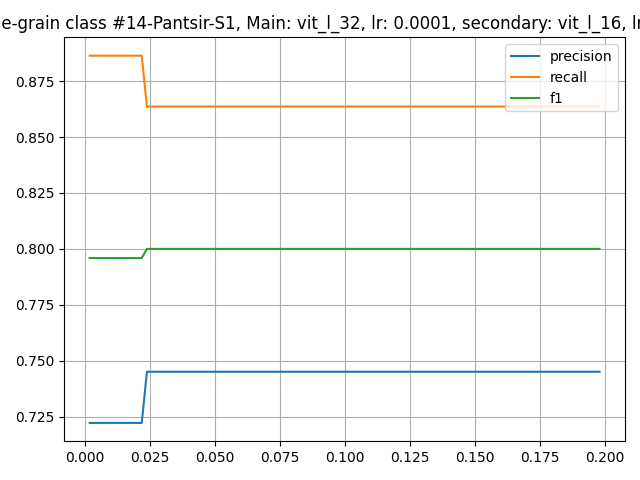 e-grain class #14-Pantsir-S1, Main: vit_l_32, lr: 0.0001, secondary: vit_l_16, lr
precision
recall
f1
0.875
0.850
0.825
0.800
0.775
0.750
0.725
0.000 0.025 0.050 0.075 0.100 0.125 0.150 0.175 0.200